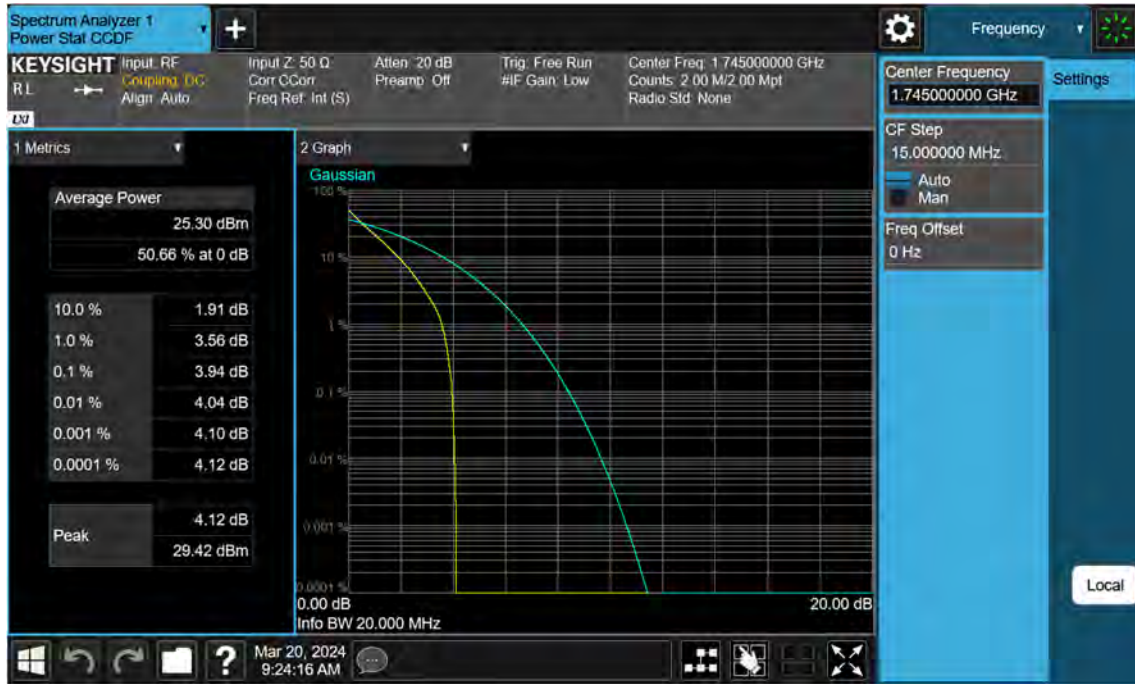 Spectrum Analyzer 1
Power Stat CCDF
+
Frequency
KEYSIGHT
RL
LXI
Input: RF
Coupling: DC
Align: Auto
Input Z: 50 Ω
Corr CCorr
Freq Ref: Int (S)
Atten: 20 dB
Preamp: Off
Trig: Free Run
#IF Gain: Low
Center Freq: 1.745000000 GHz
Counts: 2.00 M/2.00 Mpt
Radio Std: None
Center Frequency
1.745000000 GHz
Settings
CF Step
15.000000 MHz
Auto
Man
Freq Offset
0 Hz
1 Metrics
Average Power
25.30 dBm
50.66 % at 0 dB
10.0 % 1.91 dB
1.0 % 3.56 dB
0.1 % 3.94 dB
0.01 % 4.04 dB
0.001 % 4.10 dB
0.0001 % 4.12 dB
Peak
4.12 dB
29.42 dBm
2 Graph
Gaussian
100 %
10 %
1 %
0.1 %
0.01 %
0.001 %
0.0001 %
0.00 dB 20.00 dB
Info BW 20.000 MHz
Local
?
Mar 20, 2024
9:24:16 AM